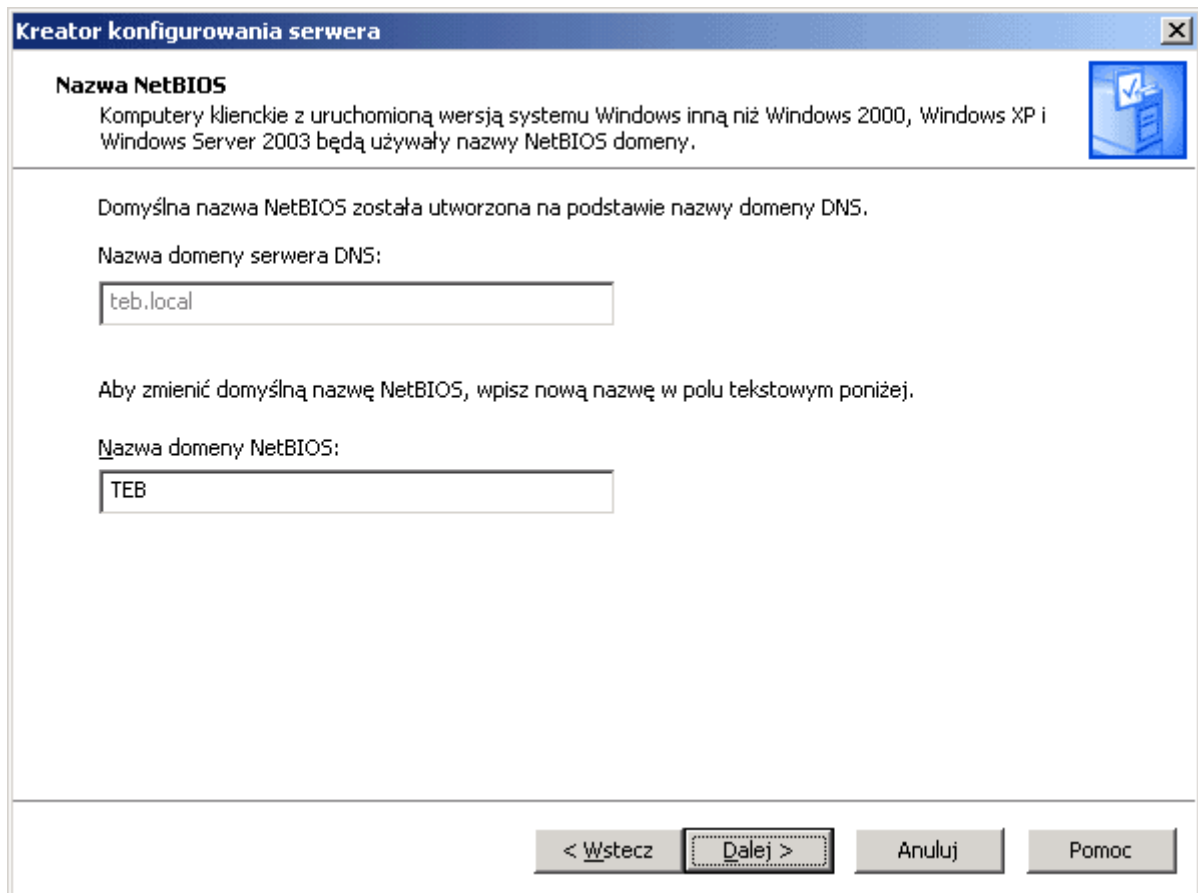 Kreator konfigurowania serwera
Nazwa NetBIOS
Komputery klienckie z uruchomioną wersją systemu Windows inną niż Windows 2000, Windows XP i
Windows Server 2003 będą używały nazwy NetBIOS domeny.
Domyślna nazwa NetBIOS została utworzona na podstawie nazwy domeny DNS.
Nazwa domeny serwera DNS:
teb.local
Aby zmienić domyślną nazwę NetBIOS, wpisz nową nazwę w polu tekstowym poniżej.
Nazwa domeny NetBIOS:
TEB
< Wstecz Dalej > Anuluj Pomoc